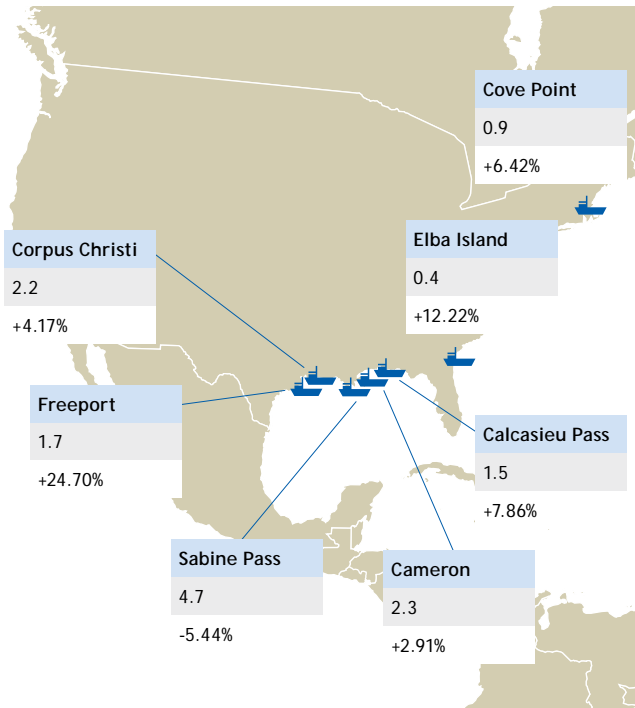 Cove Point
0.9
+6.42%
Corpus Christi
2.2
+4.17%
Elba Island
0.4
+12.22%
Freeport
1.7
+24.70%
Calcasieu Pass
1.5
+7.86%
Sabine Pass
4.7
-5.44%
Cameron
2.3
+2.91%